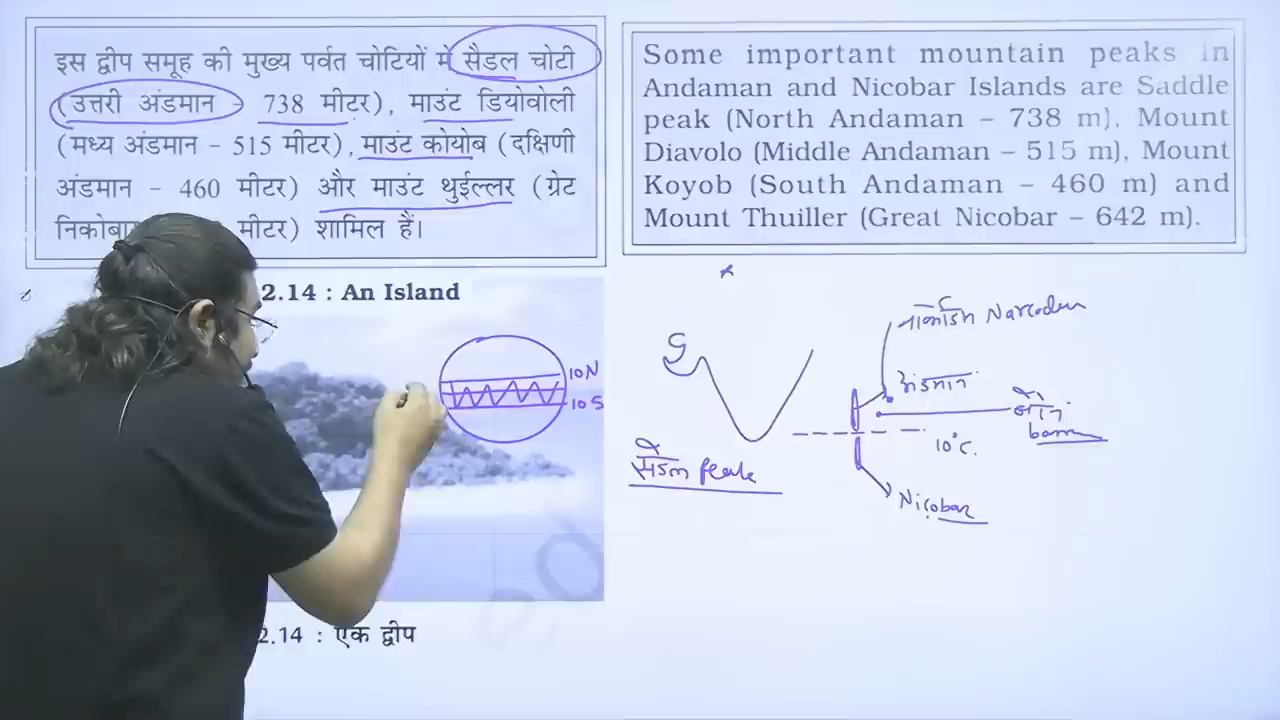 इस द्वीप समूह की मुख्य पर्वत चोटियों में सैडल चोटी
(उत्तरी अंडमान - 738 मीटर), माउंट डियोवोली
(मध्य अंडमान - 515 मीटर), माउंट कोयोब (दक्षिणी
अंडमान - 460 मीटर) और माउंट थुईल्लर (ग्रेट
मीटर) शामिल हैं।
Some important mountain peaks in
Andaman and Nicobar Islands are Saddle
peak (North Andaman – 738 m), Mount
Diavolo (Middle Andaman – 515 m), Mount
Koyob (South Andaman – 460 m) and
Mount Thuiller (Great Nicobar – 642 m).
2.14 : An Island
10N
10S
Narcodem
अंडमान
10°C.
Peak
Nicobar
2.14 : एक द्वीप